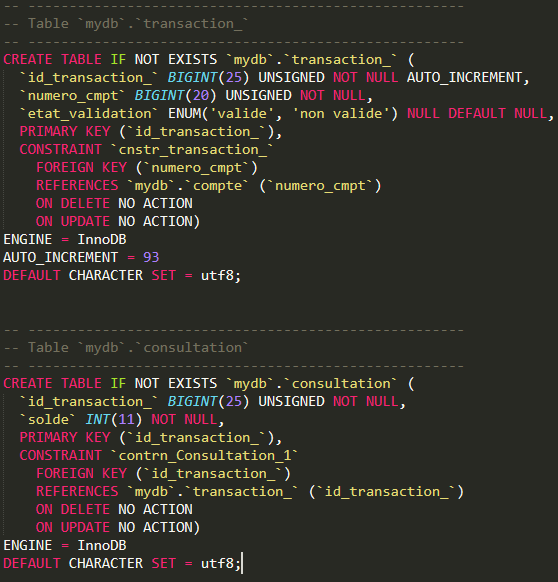 -- -----------------------------------------------------
-- Table `mydb`.`transaction_`
-- -----------------------------------------------------
CREATE TABLE IF NOT EXISTS `mydb`.`transaction_` (
  `id_transaction_` BIGINT(25) UNSIGNED NOT NULL AUTO_INCREMENT,
  `numero_cmpt` BIGINT(20) UNSIGNED NOT NULL,
  `etat_validation` ENUM('valide', 'non valide') NULL DEFAULT NULL,
  PRIMARY KEY (`id_transaction_`),
  CONSTRAINT `cnstr_transaction_`
    FOREIGN KEY (`numero_cmpt`)
    REFERENCES `mydb`.`compte` (`numero_cmpt`)
    ON DELETE NO ACTION
    ON UPDATE NO ACTION)
ENGINE = InnoDB
AUTO_INCREMENT = 93
DEFAULT CHARACTER SET = utf8;
-- -----------------------------------------------------
-- Table `mydb`.`consultation`
-- -----------------------------------------------------
CREATE TABLE IF NOT EXISTS `mydb`.`consultation` (
  `id_transaction_` BIGINT(25) UNSIGNED NOT NULL,
  `solde` INT(11) NOT NULL,
  PRIMARY KEY (`id_transaction_`),
  CONSTRAINT `contrn_Consultation_1`
    FOREIGN KEY (`id_transaction_`)
    REFERENCES `mydb`.`transaction_` (`id_transaction_`)
    ON DELETE NO ACTION
    ON UPDATE NO ACTION)
ENGINE = InnoDB
DEFAULT CHARACTER SET = utf8;